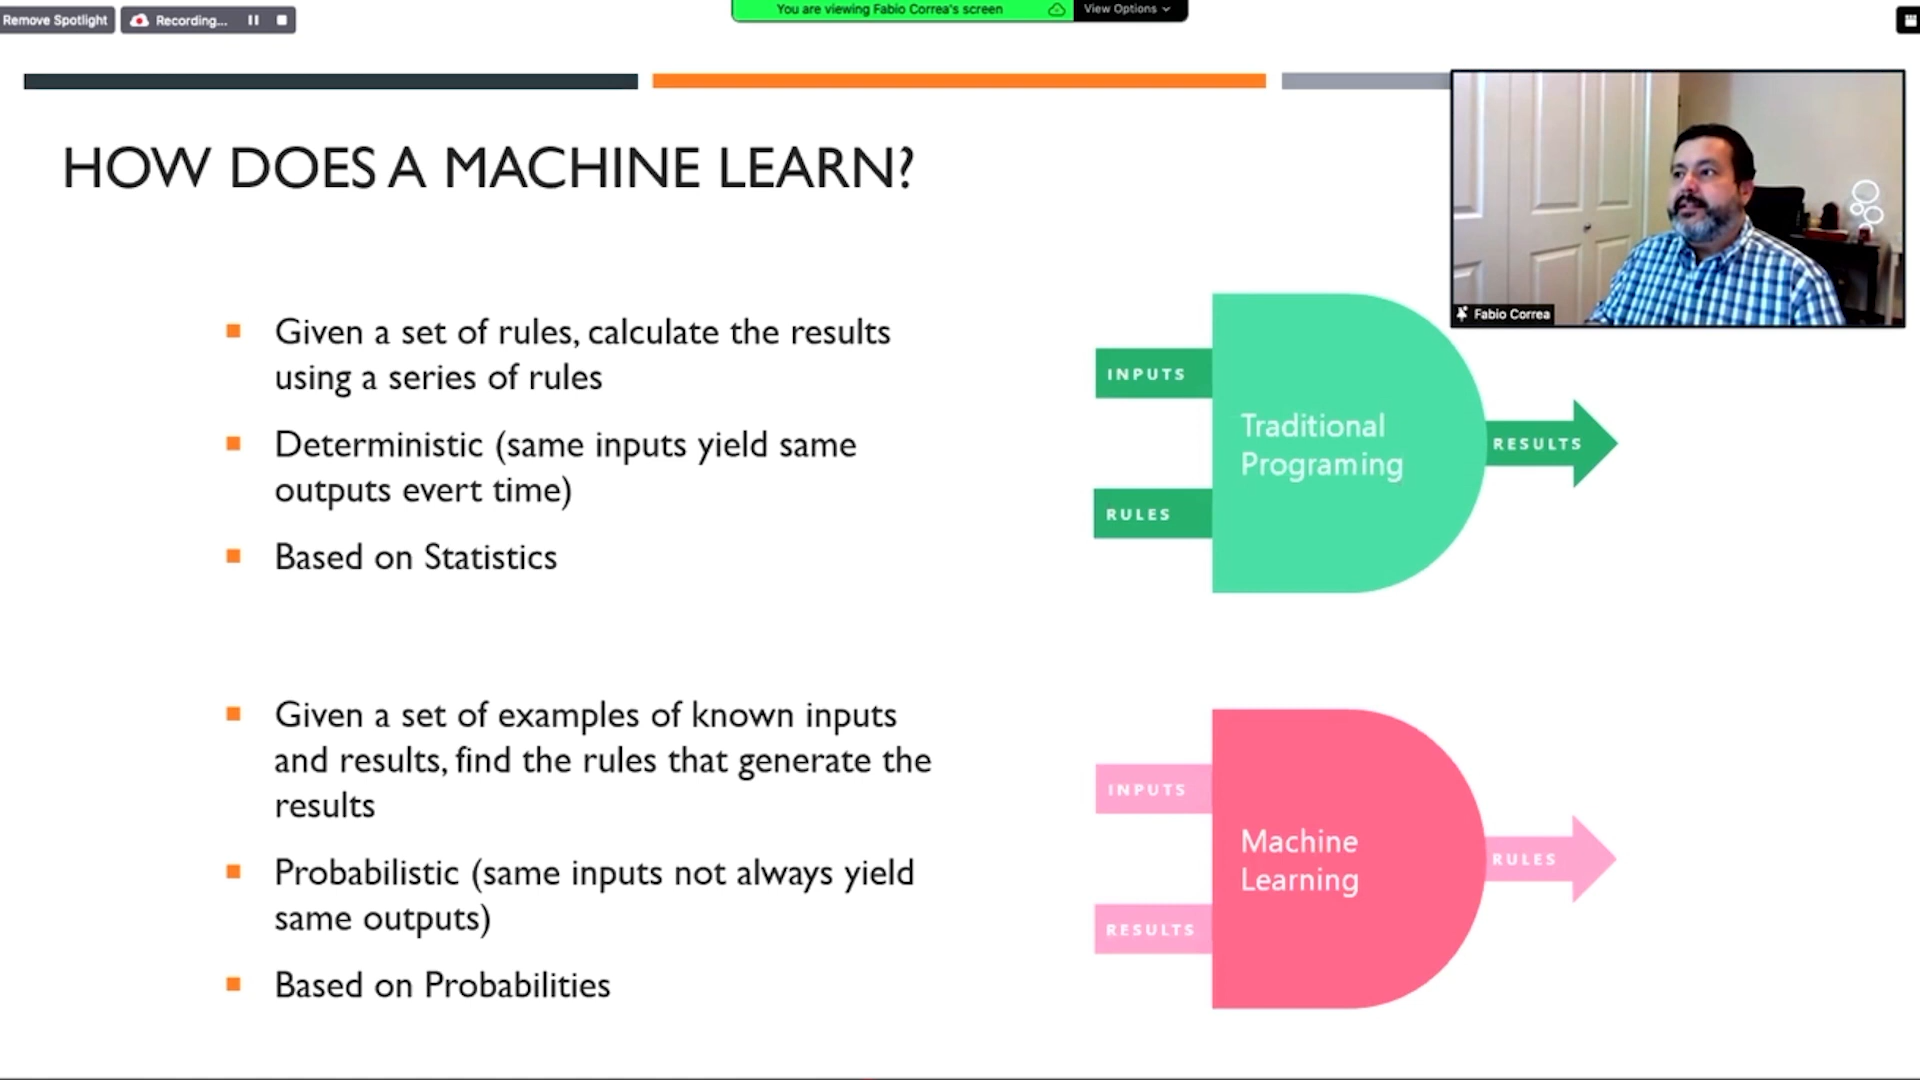 Remove Spotlight
Recording...
You are viewing Fabio Correa's screen
View Options
HOW DOES A MACHINE LEARN?
Given a set of rules, calculate the results
using a series of rules
Deterministic (same inputs yield same
outputs evert time)
Based on Statistics
INPUTS
RULES
Traditional
Programing
RESULTS
Fabio Correa
Given a set of examples of known inputs
and results, find the rules that generate the
results
Probabilistic (same inputs not always yield
same outputs)
Based on Probabilities
INPUTS
RESULTS
Machine
Learning
RULES